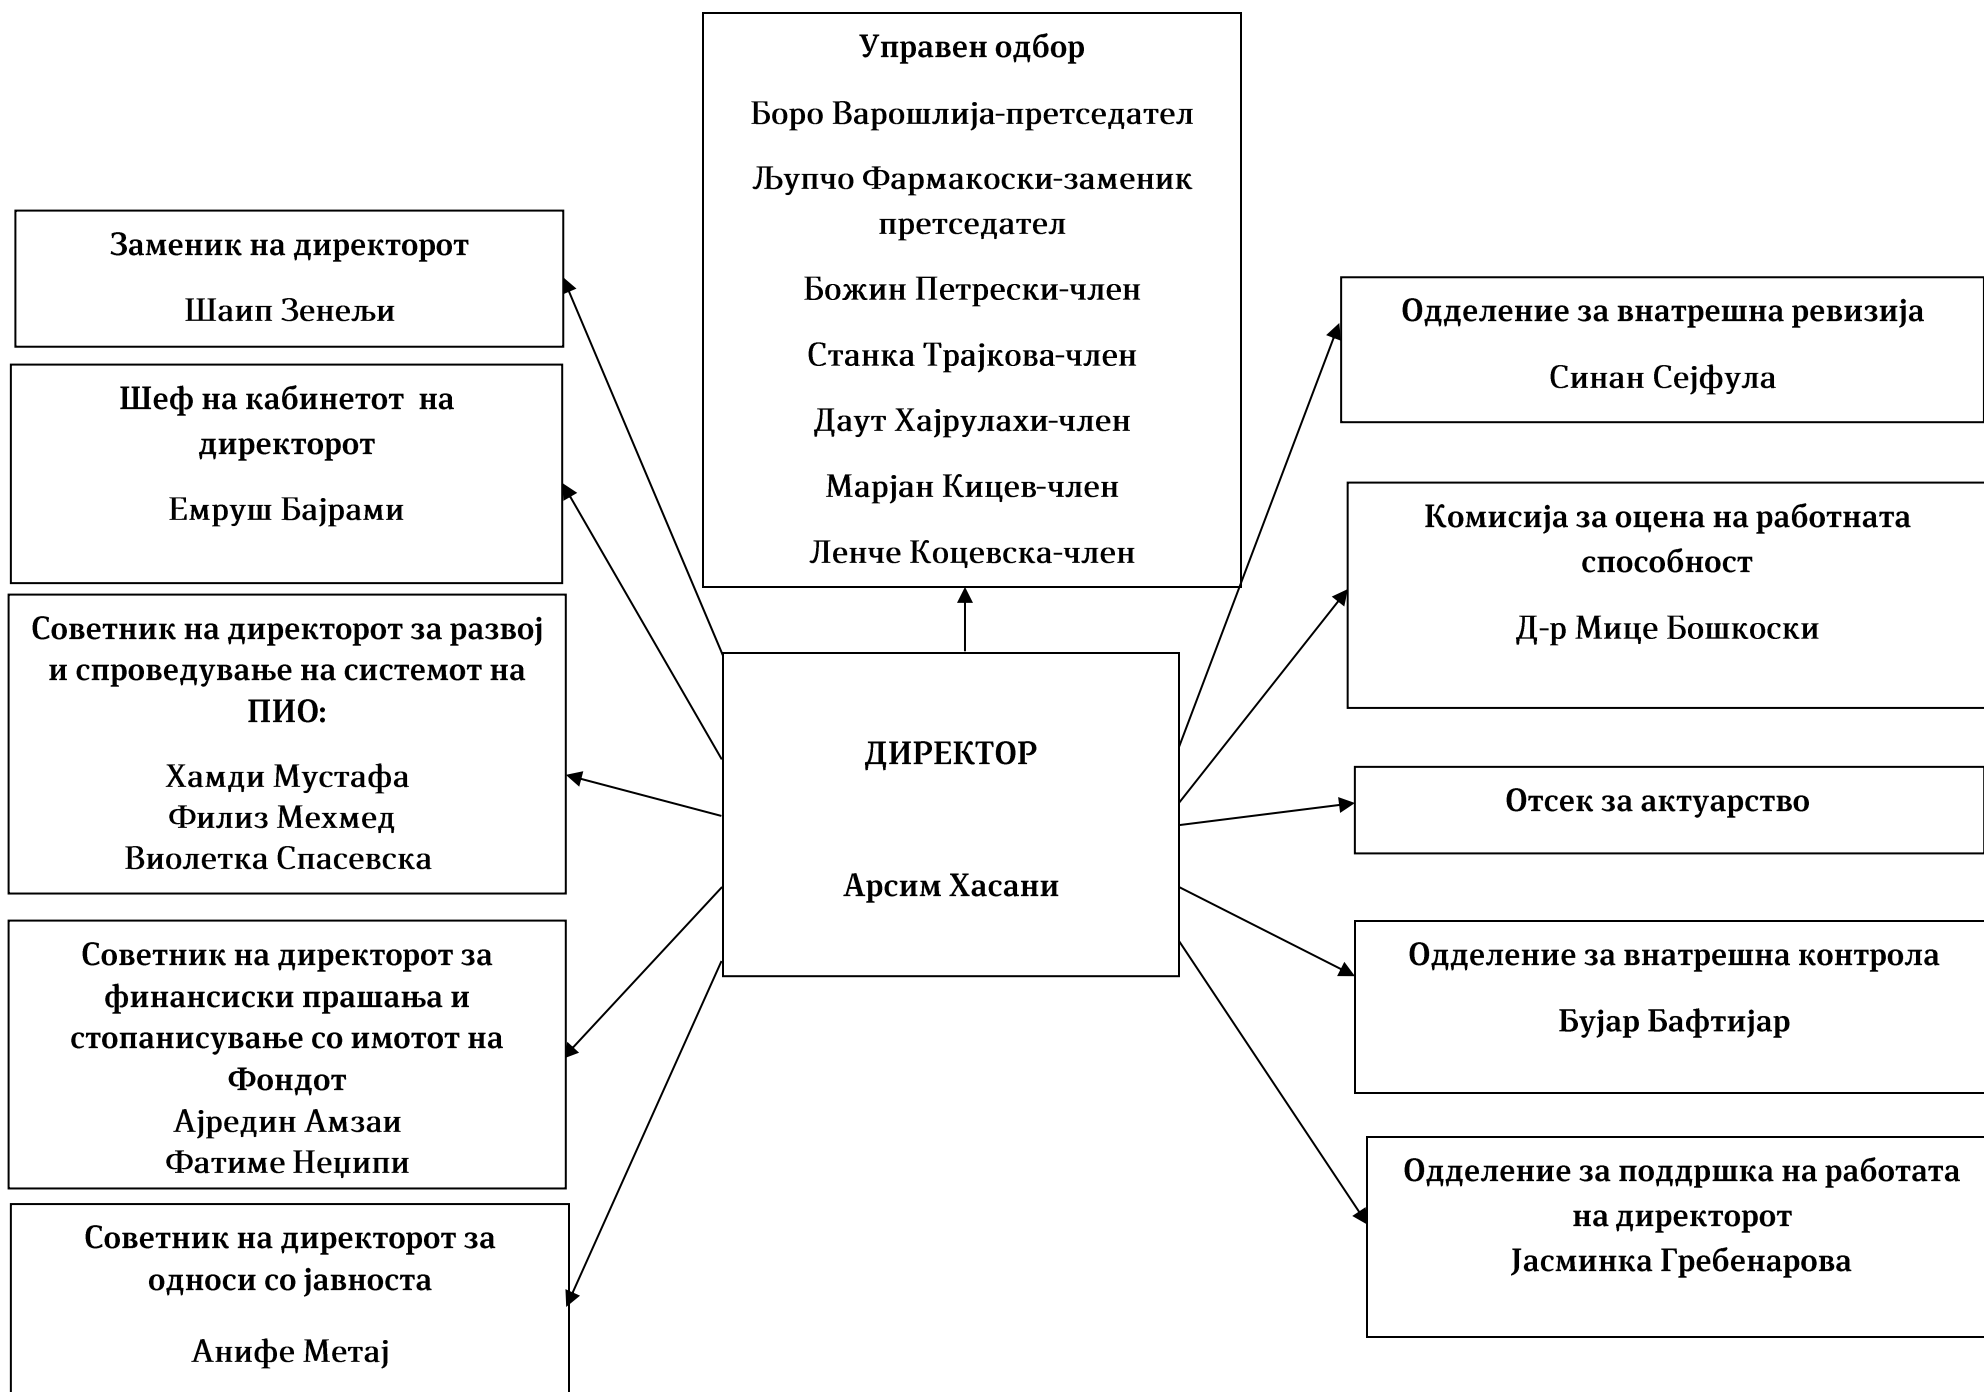 Управен одбор
Боро Варошлија-претседател
Љупчо Фармакоски-заменик
претседател
Божин Петрески-член
Станка Трајкова-член
Даут Хајрулахи-член
Марјан Кицев-член
Ленче Коцевска-член
Заменик на директорот
Шаип Зенељи
Шеф на кабинетот на
директорот
Емруш Бајрами
Советник на директорот за развој
и спроведување на системот на
ПИО:
Хамди Мустафа
Филиз Мехмед
Виолетка Спасевска
Советник на директорот за
финансиски прашања и
стопанисување со имотот на
Фондот
Ајредин Амзаи
Фатиме Неџипи
Советник на директорот за
односи со јавноста
Анифе Метај
ДИРЕКТОР
Арсим Хасани
Одделение за внатрешна ревизија
Синан Сејфула
Комисија за оцена на работната
способност
Д-р Мице Бошкоски
Отсек за актуарство
Одделение за внатрешна контрола
Бујар Бафтијар
Одделение за поддршка на работата
на директорот
Јасминка Гребенарова